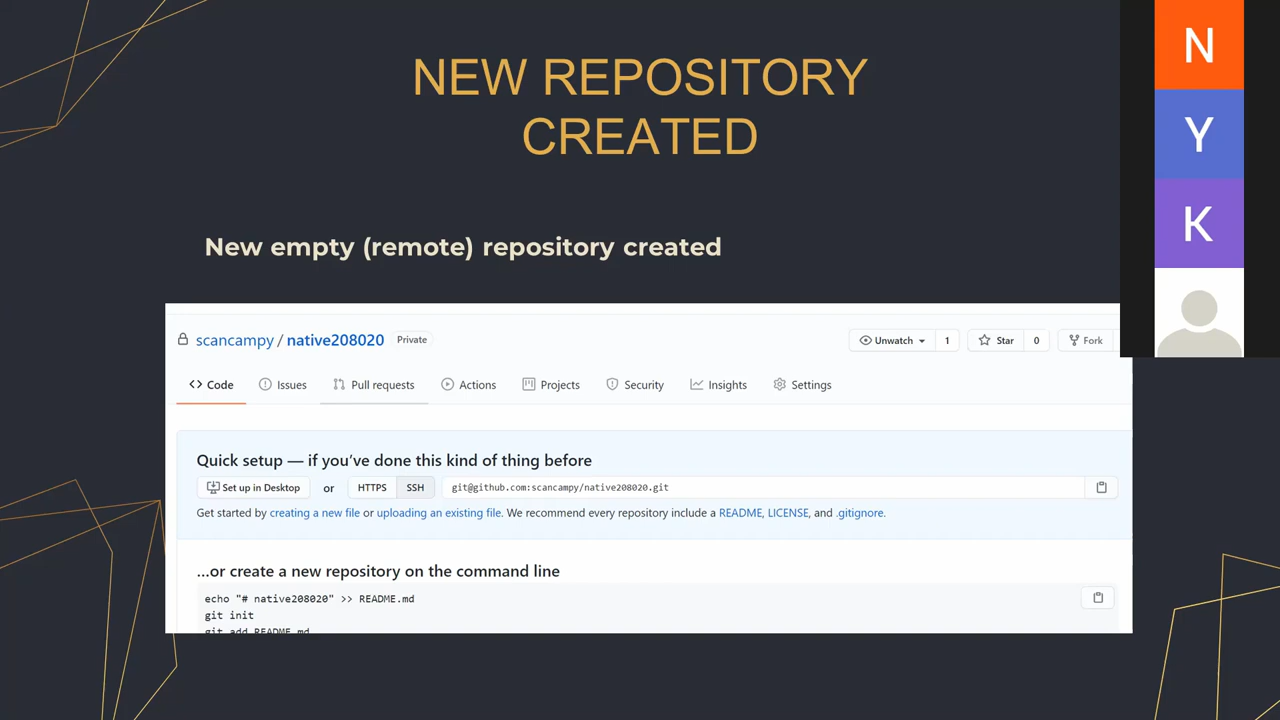 NEW REPOSITORY
CREATED
N
Y
K
New empty (remote) repository created
scancampy / native208020 Private
Unwatch 1 Star 0 Fork
Code Issues Pull requests Actions Projects Security Insights Settings
Quick setup — if you've done this kind of thing before
Set up in Desktop or HTTPS SSH git@github.com:scancampy/native208020.git
Get started by creating a new file or uploading an existing file. We recommend every repository include a README, LICENSE, and .gitignore.
…or create a new repository on the command line
echo "# native208020" >> README.md
git init
git add README.md